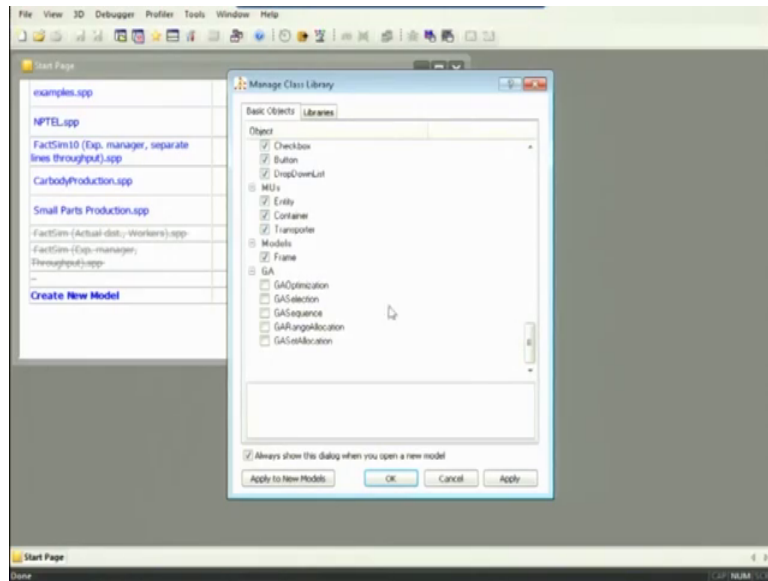 File View 3D Debugger Profiler Tools Window Help
Start Page
examples.spp
NPTEL.spp
FactSim10 (Exp. manager, separate
lines throughput).spp
CarbodyProduction.spp
Small Parts Production.spp
FactSim (Actual dist., Workers).spp
FactSim (Exp. manager,
Throughput).spp
--
Create New Model
Manage Class Library
Basic Objects Libraries
Object
Checkbox
Button
DropDownList
MUs
Entity
Container
Transporter
Models
Frame
GA
GAOptimization
GASelection
GASequence
GARangeAllocation
GASetAllocation
Always show this dialog when you open a new model
Apply to New Models OK Cancel Apply
Start Page
Done
CAP NUM SCR